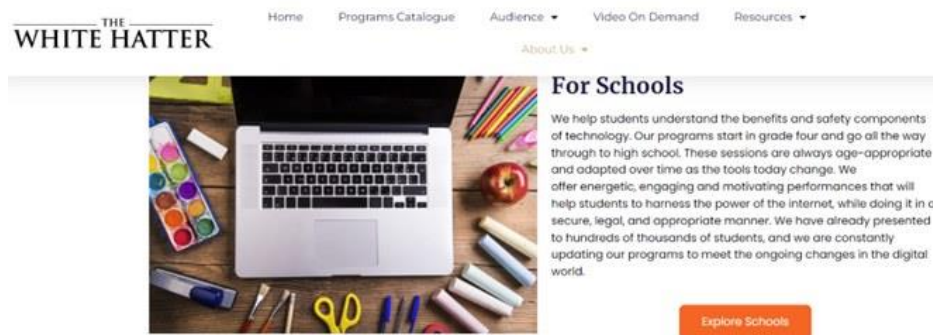 THE
WHITE HATTER
Home Programs Catalogue Audience Video On Demand Resources
About Us
For Schools
We help students understand the benefits and safety components
of technology. Our programs start in grade four and go all the way
through to high school. These sessions are always age-appropriate
and adapted over time as the tools today change. We
offer energetic, engaging and motivating performances that will
help students to harness the power of the internet, while doing it in a
secure, legal, and appropriate manner. We have already presented
to hundreds of thousands of students, and we are constantly
updating our programs to meet the ongoing changes in the digital
world.
Explore Schools